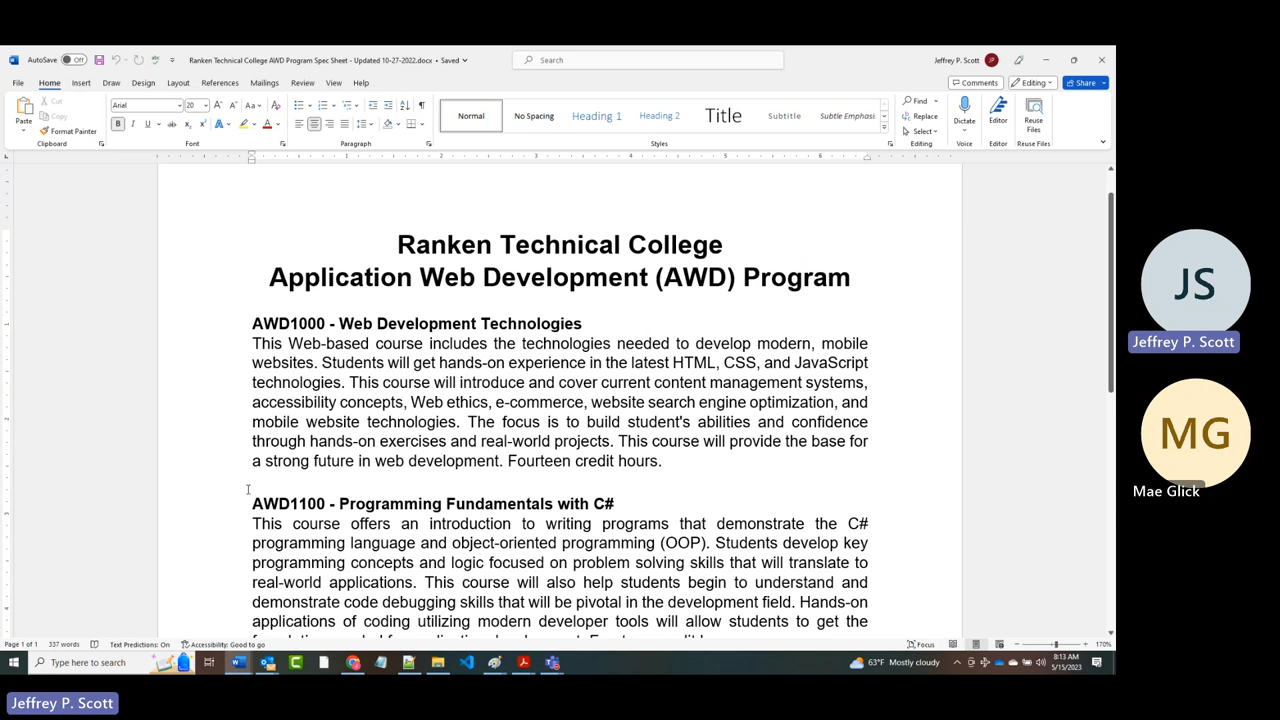 AutoSave Off Ranken Technical College AWD Program Spec Sheet - Updated 10-27-2022.docx • Saved Search Jeffrey P. Scott
File Home Insert Draw Design Layout References Mailings Review View Help Comments Editing Share
Paste Cut Copy Format Painter Arial 20 Normal No Spacing Heading 1 Heading 2 Title Subtitle Subtle Emphasi... Find Replace Select Dictate Editor Reuse Files
Clipboard Font Paragraph Styles Editing Voice Editor Reuse Files
Ranken Technical College
Application Web Development (AWD) Program
AWD1000 - Web Development Technologies
This Web-based course includes the technologies needed to develop modern, mobile
websites. Students will get hands-on experience in the latest HTML, CSS, and JavaScript
technologies. This course will introduce and cover current content management systems,
accessibility concepts, Web ethics, e-commerce, website search engine optimization, and
mobile website technologies. The focus is to build student's abilities and confidence
through hands-on exercises and real-world projects. This course will provide the base for
a strong future in web development. Fourteen credit hours.
AWD1100 - Programming Fundamentals with C#
This course offers an introduction to writing programs that demonstrate the C#
programming language and object-oriented programming (OOP). Students develop key
programming concepts and logic focused on problem solving skills that will translate to
real-world applications. This course will also help students begin to understand and
demonstrate code debugging skills that will be pivotal in the development field. Hands-on
applications of coding utilizing modern developer tools will allow students to get the
Page 1 of 1 337 words Text Predictions: On Accessibility: Good to go Focus 170%
Type here to search 63°F Mostly cloudy 8:13 AM
5/15/2023
JS
Jeffrey P. Scott
MG
Mae Glick
Jeffrey P. Scott